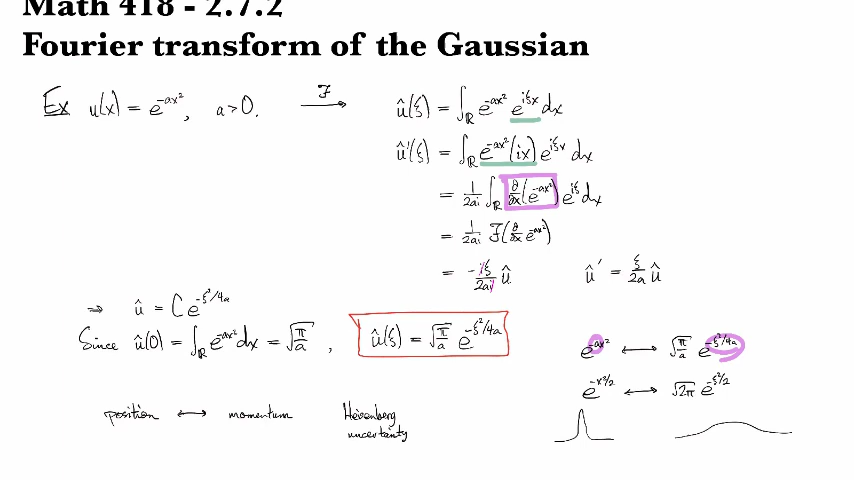 Math 418 - 2.7.2
Fourier transform of the Gaussian
Ex u(x) = e^{-ax²}, a>0. ℱ→ û(ξ) = ∫_ℝ e^{-ax²} e^{iξx} dx
û'(ξ) = ∫_ℝ e^{-ax²} (ix) e^{iξx} dx
= 1/2ai ∫_ℝ ∂/∂x (e^{-ax²}) e^{iξ} dx
= 1/2ai ℱ(∂/∂x e^{-ax²})
= -iξ/2ai û û' = ξ/2a û
⇒ û = C e^{-ξ²/4a}
Since û(0) = ∫_ℝ e^{-ax²} dx = √(π/a), û(ξ) = √(π/a) e^{-ξ²/4a}
e^{-ax²} ↔ √(π/a) e^{-ξ²/4a}
e^{-x²/2} ↔ √2π e^{-ξ²/2}
position ↔ momentum
Heisenberg
uncertainty